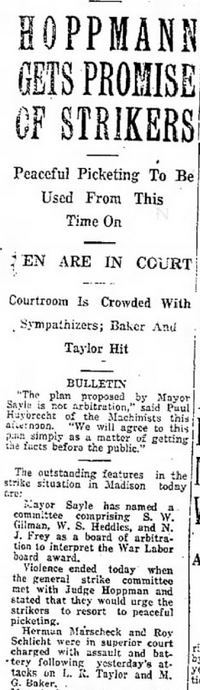 HOPPMANN
GETS PROMISE
OF STRIKERS
Peaceful Picketing To Be
Used From This
Time On
EN ARE IN COURT
Courtroom Is Crowded With
Sympathizers; Baker And
Taylor Hit
BULLETIN
"The plan proposed by Mayor
Sayle is not arbitration," said Paul
Huybrecht of the Machinists this
afternoon. "We will agree to this
plan simply as a matter of getting
the facts before the public."
The outstanding features in the
strike situation in Madison today
are:
Mayor Sayle has named a
committee comprising S. W.
Gilman, W. S. Heddles, and N.
J. Frey as a board of arbitra-
tion to interpret the War Labor
board award.
Violence ended today when
the general strike committee
met with Judge Hoppman and
stated that they would urge the
strikers to resort to peaceful
picketing.
Herman Marscheck and Roy
Schlicht were in superior court
charged with assault and bat-
tery following yesterday's at-
tacks on L. R. Taylor and M.
G. Baker.